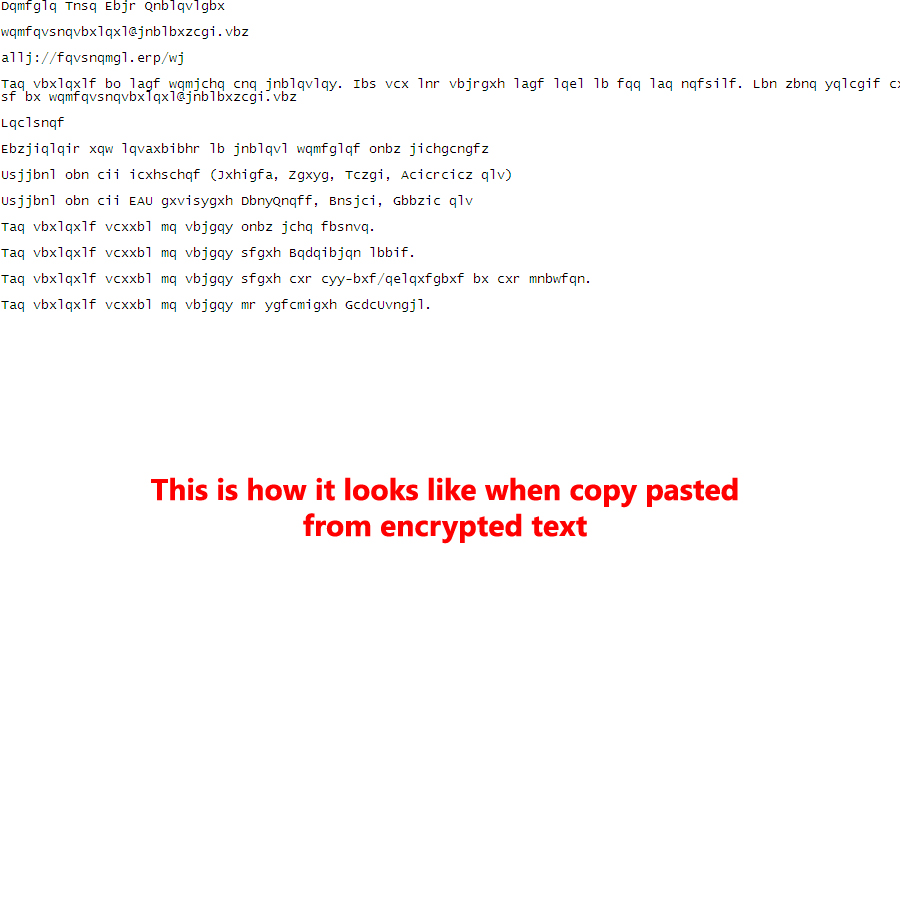 Dqmfglq Tnsq Ebjr Qnblqvlgbx
wqmfqvsnqvbxlqxl@jnblbxzcgi.vbz
allj://fqvsnqmgl.erp/wj
Taq vbxlqxlf bo lagf wqmjchq cnq jnblqvlqy. Ibs vcx lnr vbjrgxh lagf lqel lb fqq laq nqfsilf. Lbn zbnq yqlcgif
sf bx wqmfqvsnqvbxlqxl@jnblbxzcgi.vbz
Lqclsnqf
Ebzjiqlqir xqw lqvaxbibhr lb jnblqvl wqmfglqf onbz jichgcngfz
Usjjbnl obn cii icxhschqf (Jxhigfa, Zgxyg, Tczgi, Acicrcicz qlv)
Usjjbnl obn cii EAU gxvisygxh DbnyQnqff, Bnsjci, Gbbzic qlv
Taq vbxlqxlf vcxxbl mq vbjgqy onbz jchq fbsnvq.
Taq vbxlqxlf vcxxbl mq vbjgqy sfgxh Bqdqibjqn lbbif.
Taq vbxlqxlf vcxxbl mq vbjgqy sfgxh cxr cyy-bxf/qelqxfgbxf bx cxr mnbwfqn.
Taq vbxlqxlf vcxxbl mq vbjgqy mr ygfcmigxh GcdcUvngjl.
This is how it looks like when copy pasted
from encrypted text